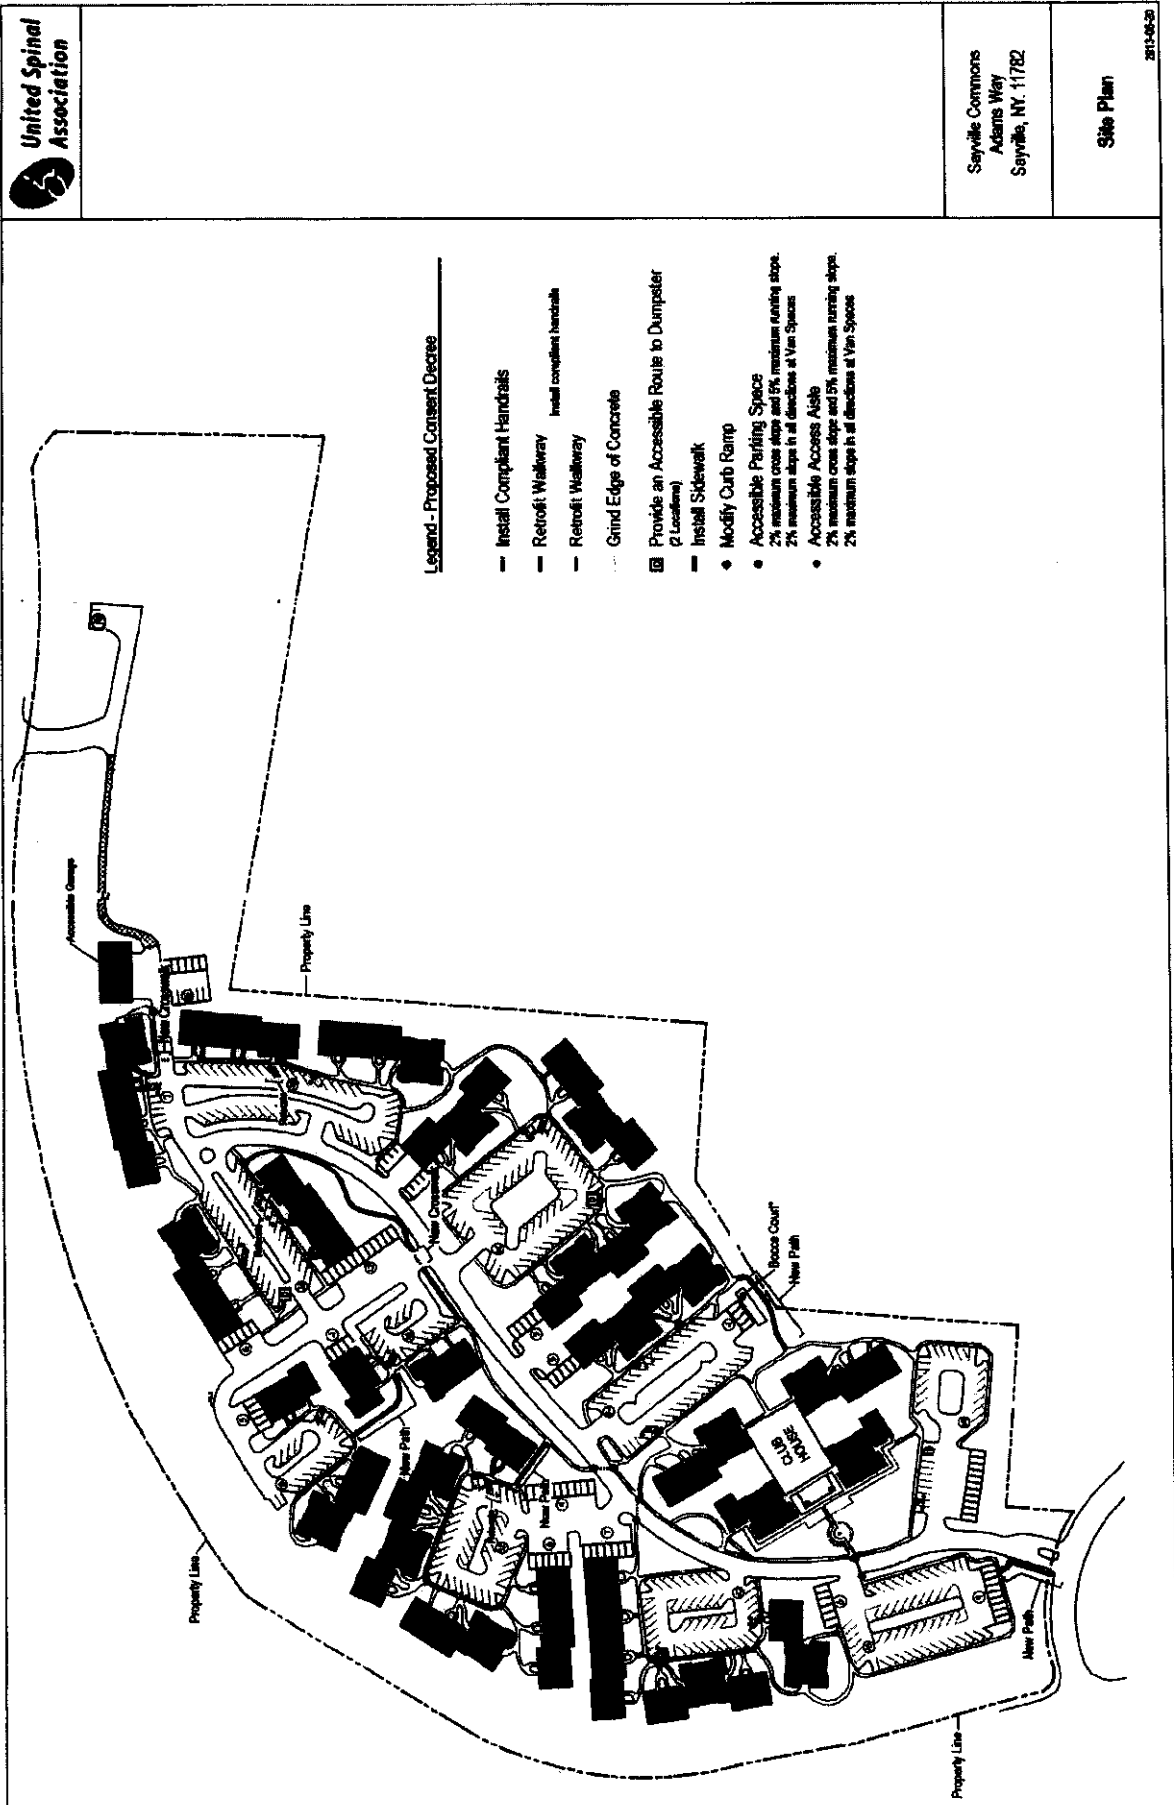 United Spinal
Association
Legend - Proposed Consent Decree
Install Compliant Handrails
Retrofit Walkway
Install compliant handrails
Retrofit Walkway
Grind Edge of Concrete
D Provide an Accessible Route to Dumpster
(2 Locations)
Install Sidewalk
Modify Curb Ramp
Accessible Parking Space
2% maximum cross slope and 5% maximum running slope.
2% maximum slope in all directions at Van Spaces
Accessible Access Aisle
2% maximum cross slope and 5% maximum running slope.
2% maximum slope in all directions at Van Spaces
Sayville Commons
Adams Way
Sayville, NY. 11782
Site Plan
2013-06-20
Accessible Garage
New Crosswalk
Property Line
New Crosswalk
Bocce Court
New Path
Property Line
New Path
New Path
CLUB
HOUSE
New Path
Property Line